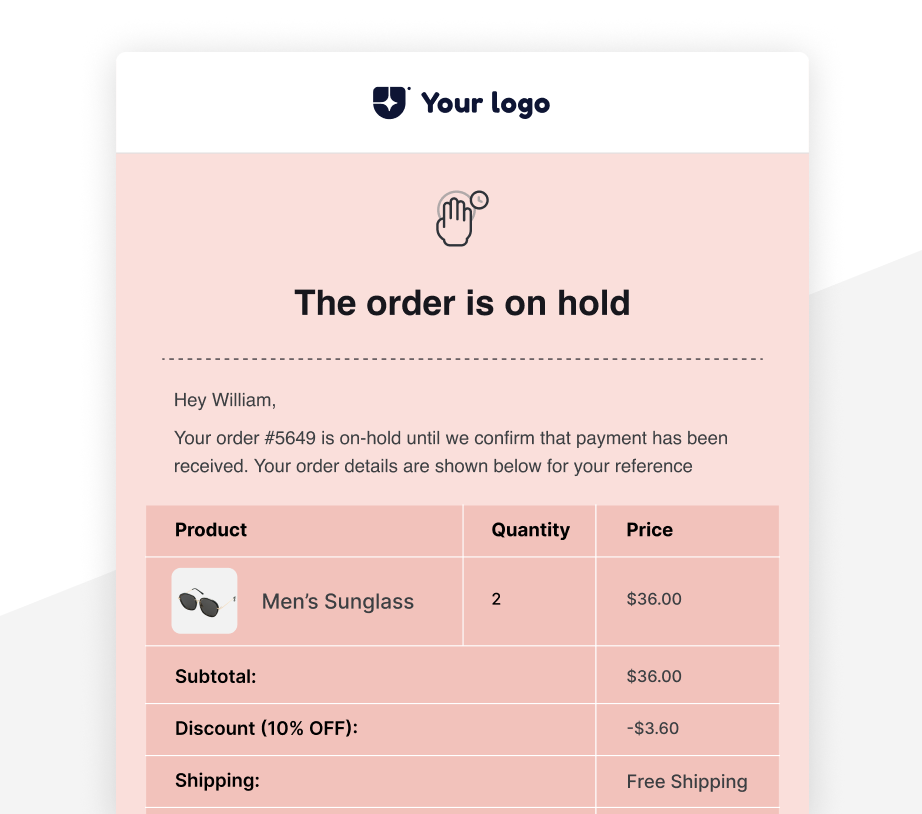 Your logo
The order is on hold
Hey William,
Your order #5649 is on-hold until we confirm that payment has been
received. Your order details are shown below for your reference
Product Quantity Price
Men’s Sunglass 2 $36.00
Subtotal: $36.00
Discount (10% OFF): -$3.60
Shipping: Free Shipping